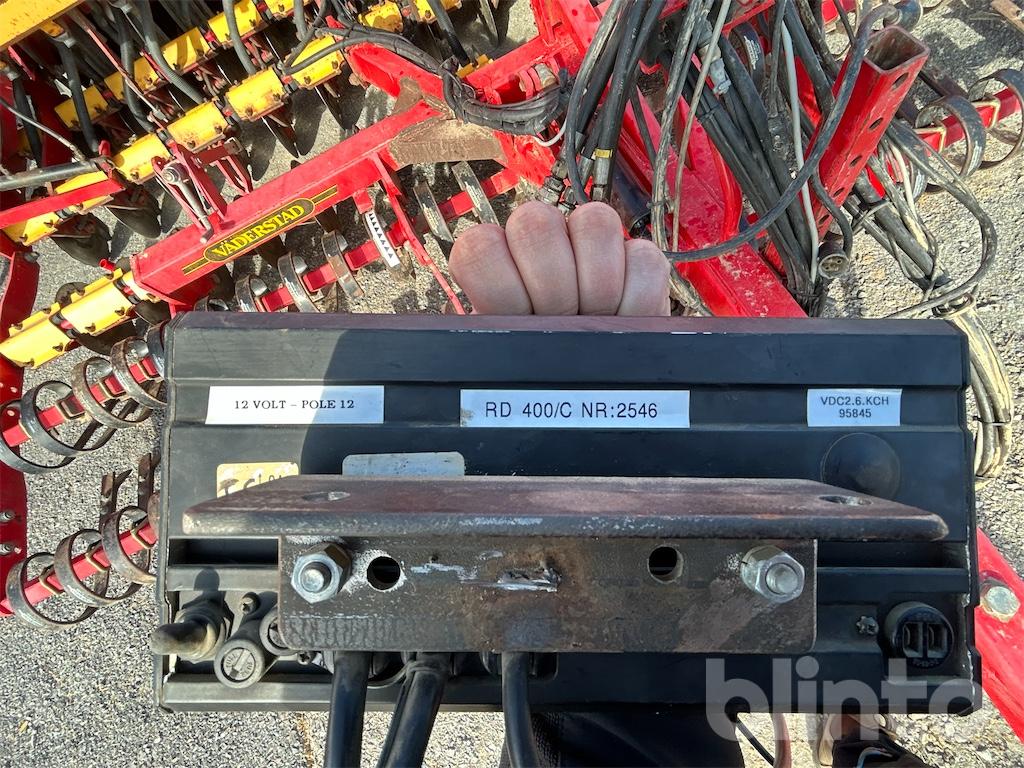 VÄDERSTAD
12 VOLT – POLE 12
RD 400/C NR:2546
VDC2.6.KCH
95845
blinto